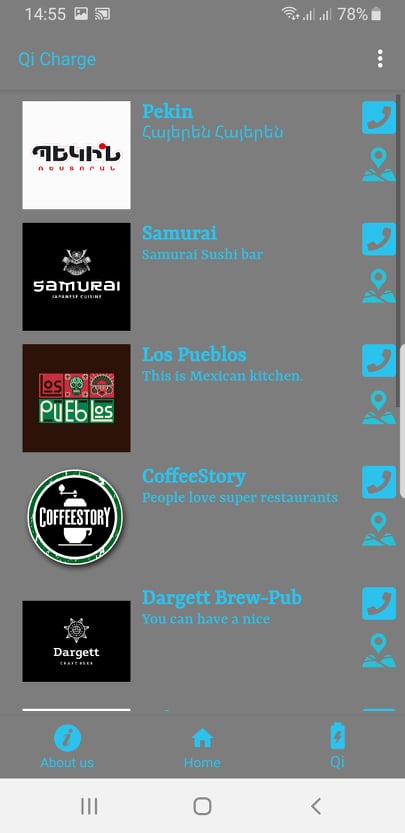 14:55
78%
Qi Charge
ՊԵԿԻՆ
ՌԵՍՏՈՐԱՆ
Pekin
Հայերեն Հայերեն
SAMURAI
JAPANESE CUISINE
Samurai
Samurai Sushi bar
Los
PUEbLos
Los Pueblos
This is Mexican kitchen.
COFFEESTORY
CoffeeStory
People love super restaurants
Dargett
CRAFT BEER
Dargett Brew-Pub
You can have a nice
About us
Home
Qi